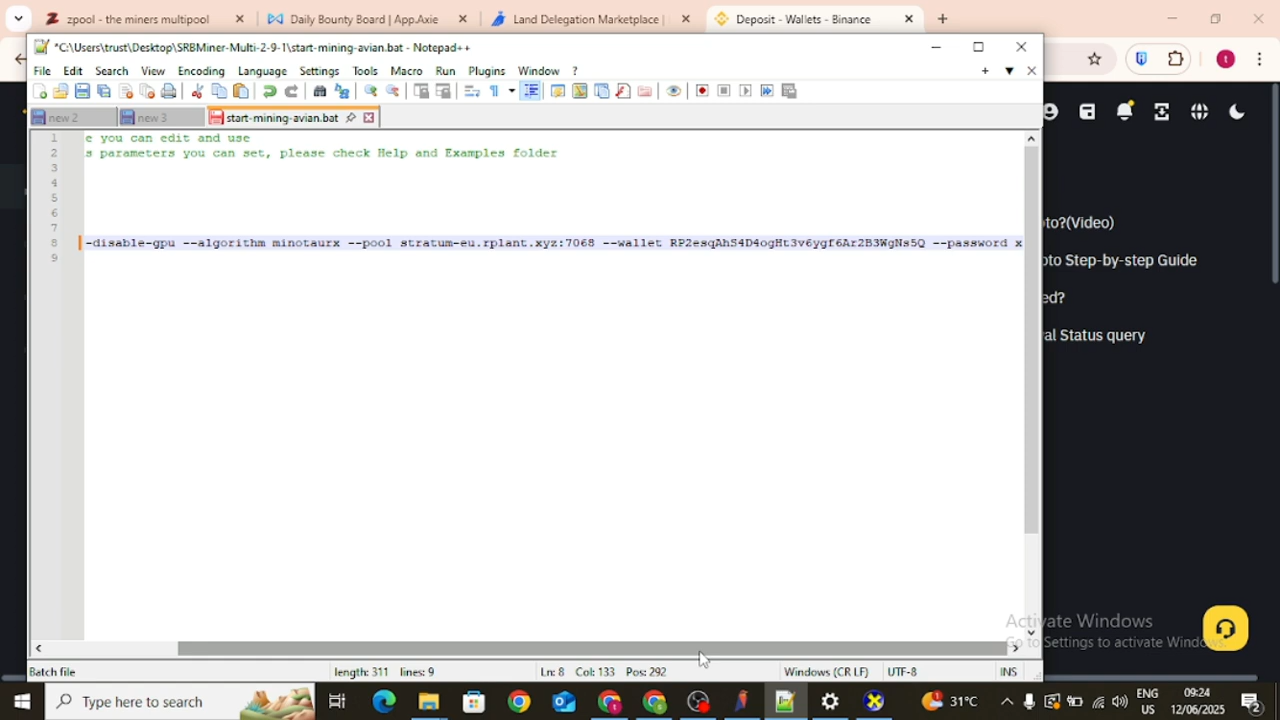 zpool - the miners multipool
Daily Bounty Board | App.Axie
Land Delegation Marketplace |
Deposit - Wallets - Binance
*C:\Users\trust\Desktop\SRBMiner-Multi-2-9-1\start-mining-avian.bat - Notepad++
File Edit Search View Encoding Language Settings Tools Macro Run Plugins Window ?
new 2
new 3
start-mining-avian.bat
1 e you can edit and use
2 s parameters you can set, please check Help and Examples folder
3
4
5
6
7
8 -disable-gpu --algorithm minotaurx --pool stratum-eu.rplant.xyz:7068 --wallet RP2esqAhS4D4ogHt3v6ygf6Ar2B3WgNs5Q --password x
9
to?(Video)
pto Step-by-step Guide
ed?
al Status query
Activate Windows
Go to Settings to activate Windows.
Batch file
length: 311 lines: 9
Ln: 8 Col: 133 Pos: 292
Windows (CR LF)
UTF-8
INS
Type here to search
31°C
ENG
US
09:24
12/06/2025
2